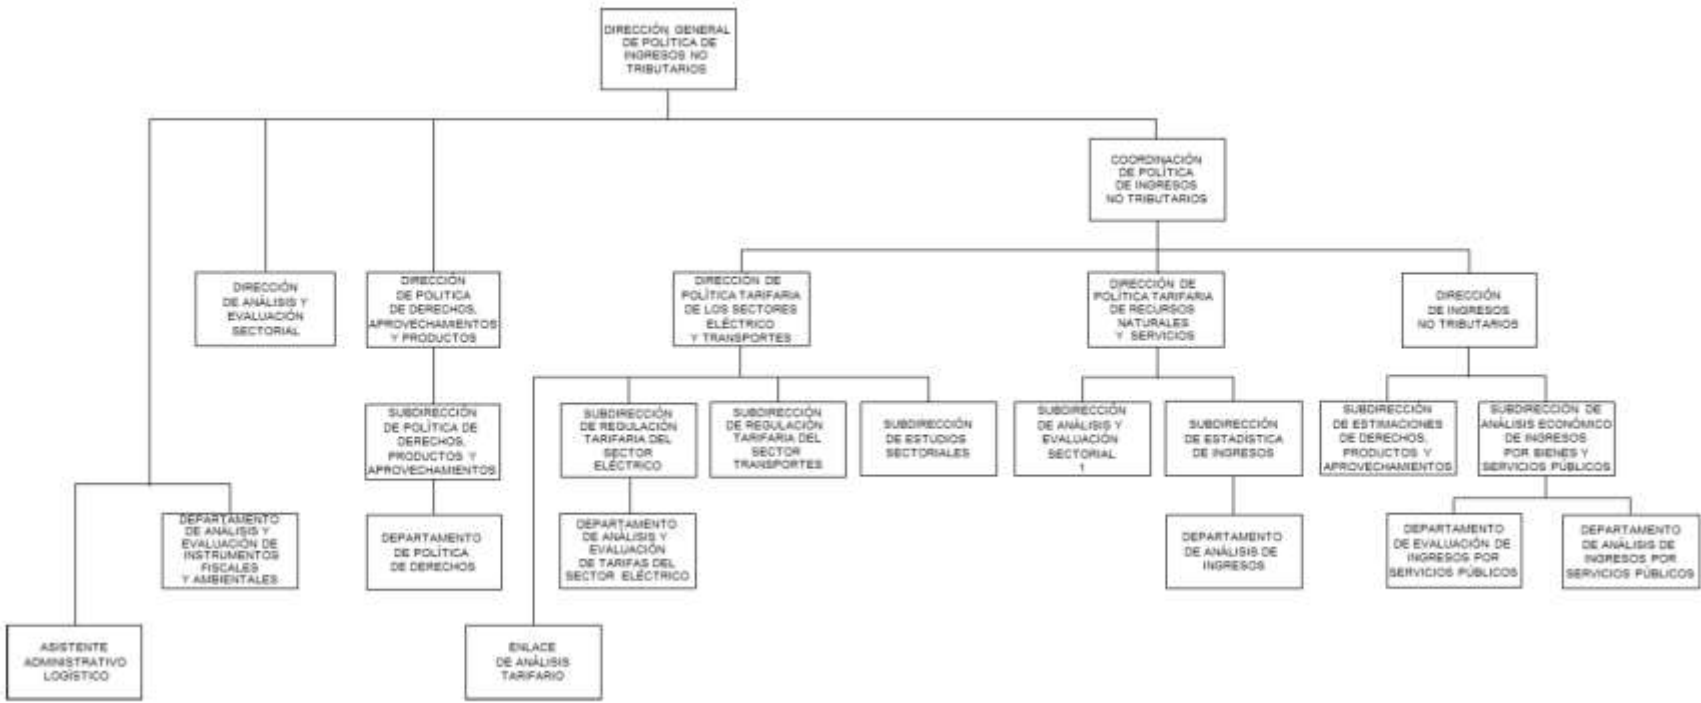 DIRECCIÓN GENERAL
DE POLÍTICA DE
INGRESOS NO
TRIBUTARIOS
COORDINACIÓN
DE POLÍTICA
DE INGRESOS
NO TRIBUTARIOS
DIRECCIÓN
DE ANÁLISIS Y
EVALUACIÓN
SECTORIAL
DIRECCIÓN
DE POLITICA
DE DERECHOS,
APROVECHAMIENTOS
Y PRODUCTOS
DIRECCIÓN DE
POLÍTICA TARIFARIA
DE LOS SECTORES
ELÉCTRICO
Y TRANSPORTES
DIRECCIÓN DE
POLÍTICA TARIFARIA
DE RECURSOS
NATURALES
Y SERVICIOS
DIRECCIÓN
DE INGRESOS
NO TRIBUTARIOS
SUBDIRECCIÓN
DE POLÍTICA DE
DERECHOS,
PRODUCTOS Y
APROVECHAMIENTOS
SUBDIRECCIÓN
DE REGULACIÓN
TARIFARIA DEL
SECTOR
ELÉCTRICO
SUBDIRECCIÓN
DE REGULACIÓN
TARIFARIA DEL
SECTOR
TRANSPORTES
SUBDIRECCIÓN
DE ESTUDIOS
SECTORIALES
SUBDIRECCIÓN
DE ANÁLISIS Y
EVALUACIÓN
SECTORIAL
1
SUBDIRECCIÓN
DE ESTADÍSTICA
DE INGRESOS
SUBDIRECCIÓN
DE ESTIMACIONES
DE DERECHOS,
PRODUCTOS Y
APROVECHAMIENTOS
SUBDIRECCIÓN DE
ANÁLISIS ECONÓMICO
DE INGRESOS
POR BIENES Y
SERVICIOS PÚBLICOS
DEPARTAMENTO
DE ANÁLISIS Y
EVALUACIÓN DE
INSTRUMENTOS
FISCALES
Y AMBIENTALES
DEPARTAMENTO
DE POLÍTICA
DE DERECHOS
DEPARTAMENTO
DE ANÁLISIS Y
EVALUACIÓN
DE TARIFAS DEL
SECTOR ELÉCTRICO
DEPARTAMENTO
DE ANÁLISIS DE
INGRESOS
DEPARTAMENTO
DE EVALUACIÓN DE
INGRESOS POR
SERVICIOS PÚBLICOS
DEPARTAMENTO
DE ANÁLISIS DE
INGRESOS POR
SERVICIOS PÚBLICOS
ASISTENTE
ADMINISTRATIVO
LOGÍSTICO
ENLACE
DE ANÁLISIS
TARIFARIO